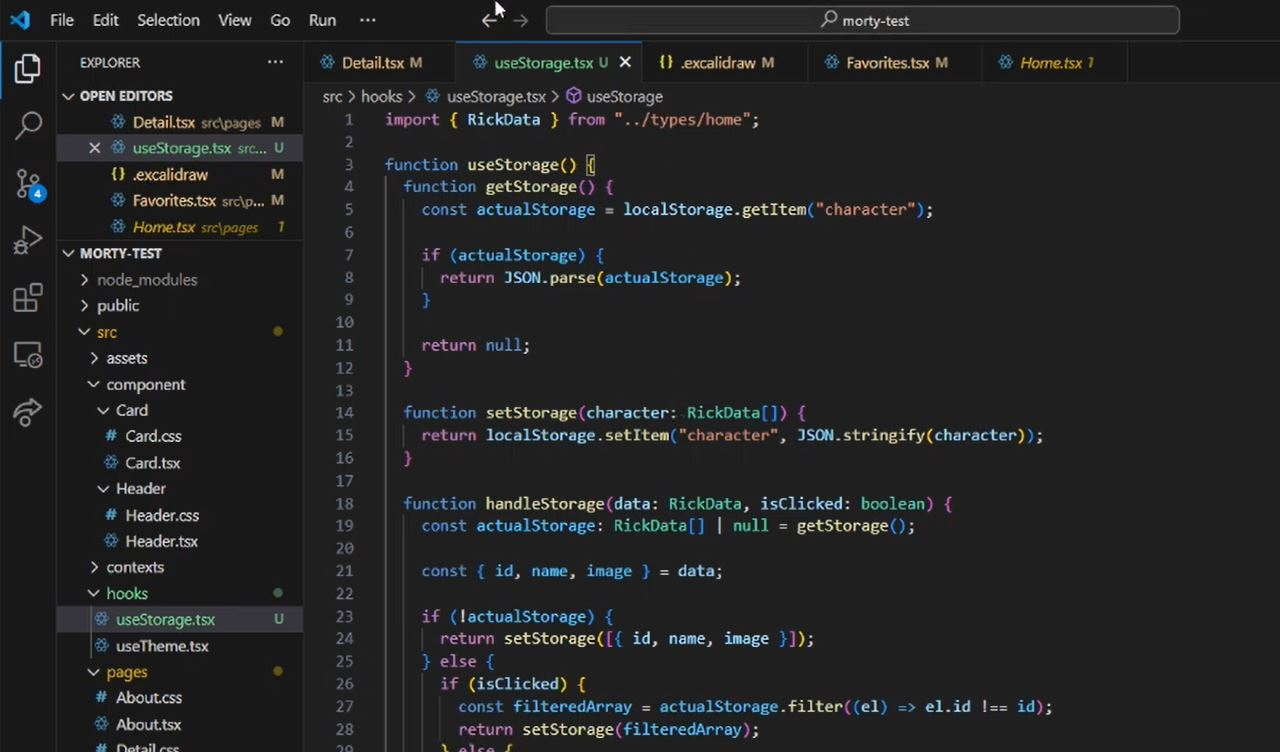 File Edit Selection View Go Run ··· morty-test
EXPLORER ···
OPEN EDITORS
Detail.tsx src\pages M
useStorage.tsx src... U
.excalidraw M
Favorites.tsx src\p... M
Home.tsx src\pages 1
MORTY-TEST
node_modules
public
src
assets
component
Card
# Card.css
Card.tsx
Header
# Header.css
Header.tsx
contexts
hooks
useStorage.tsx U
useTheme.tsx
pages
# About.css
About.tsx
Detail.css
4
Detail.tsx M useStorage.tsx U {} .excalidraw M Favorites.tsx M Home.tsx 1
src > hooks > useStorage.tsx > useStorage
1 import { RickData } from "../types/home";
2
3 function useStorage() {
4 function getStorage() {
5 const actualStorage = localStorage.getItem("character");
6
7 if (actualStorage) {
8 return JSON.parse(actualStorage);
9 }
10
11 return null;
12 }
13
14 function setStorage(character: RickData[]) {
15 return localStorage.setItem("character", JSON.stringify(character));
16 }
17
18 function handleStorage(data: RickData, isClicked: boolean) {
19 const actualStorage: RickData[] | null = getStorage();
20
21 const { id, name, image } = data;
22
23 if (!actualStorage) {
24 return setStorage([{ id, name, image }]);
25 } else {
26 if (isClicked) {
27 const filteredArray = actualStorage.filter((el) => el.id !== id);
28 return setStorage(filteredArray);
29 } else {